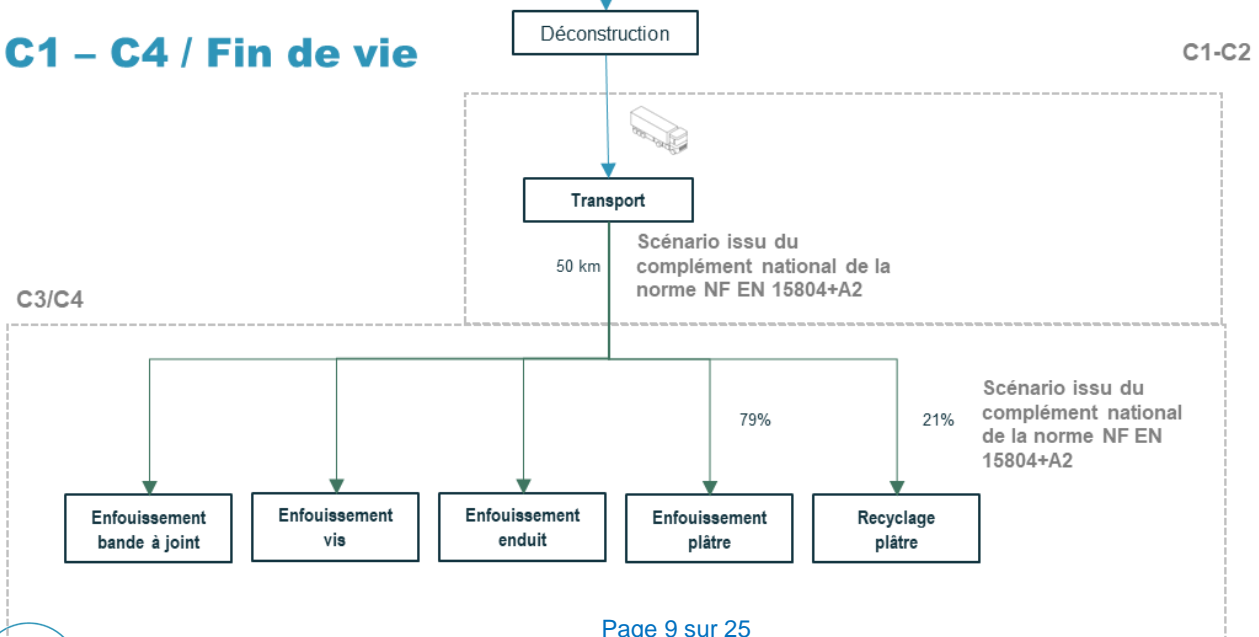 Déconstruction
C1 – C4 / Fin de vie
C1-C2
Transport
50 km
Scénario issu du
complément national de la
norme NF EN 15804+A2
C3/C4
79%
21%
Scénario issu du
complément national
de la norme NF EN
15804+A2
Enfouissement
bande à joint
Enfouissement
vis
Enfouissement
enduit
Enfouissement
plâtre
Recyclage
plâtre
Page 9 sur 25